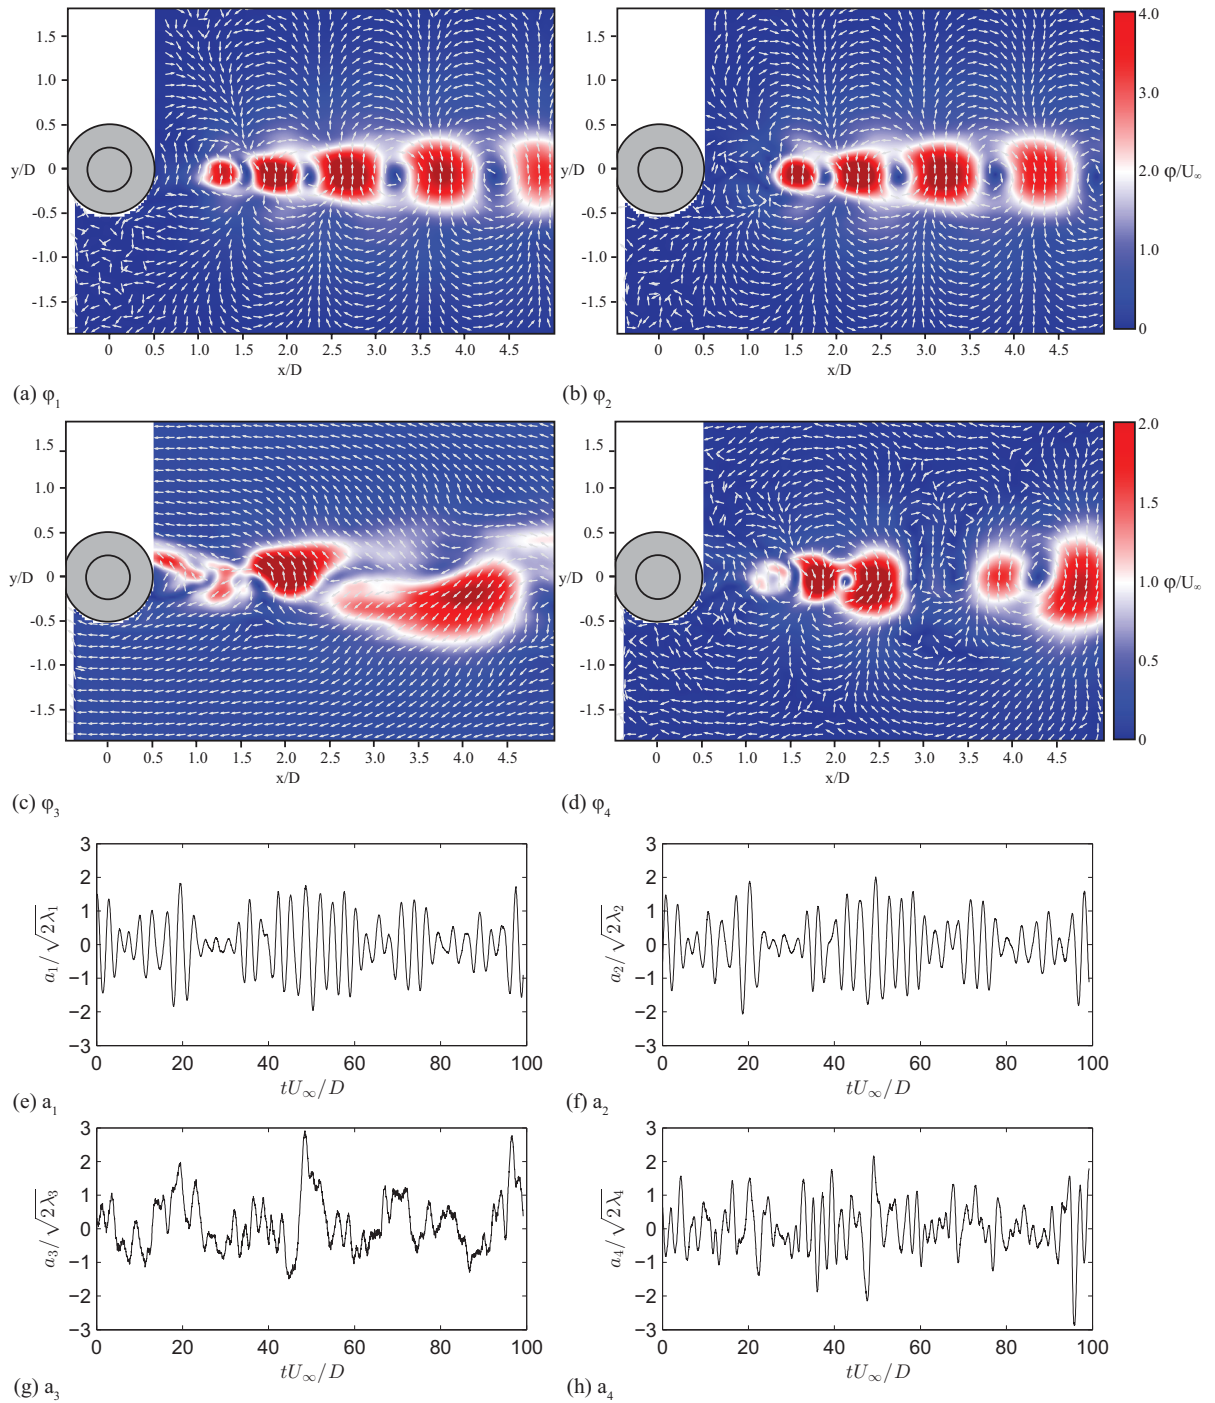 1.5
1.0
0.5
y/D 0
-0.5
-1.0
-1.5
0 0.5 1.0 1.5 2.0 2.5 3.0 3.5 4.0 4.5
x/D
(a) φ1
1.5
1.0
0.5
y/D 0
-0.5
-1.0
-1.5
0 0.5 1.0 1.5 2.0 2.5 3.0 3.5 4.0 4.5
x/D
(b) φ2
4.0
3.0
2.0 φ/U∞
1.0
0
1.5
1.0
0.5
y/D 0
-0.5
-1.0
-1.5
0 0.5 1.0 1.5 2.0 2.5 3.0 3.5 4.0 4.5
x/D
(c) φ3
1.5
1.0
0.5
y/D 0
-0.5
-1.0
-1.5
0 0.5 1.0 1.5 2.0 2.5 3.0 3.5 4.0 4.5
x/D
(d) φ4
2.0
1.5
1.0 φ/U∞
0.5
0
3
2
1
0
−1
−2
−3
a1/√2λ1
0 20 40 60 80 100
tU∞/D
(e) a1
3
2
1
0
−1
−2
−3
a2/√2λ2
0 20 40 60 80 100
tU∞/D
(f) a2
3
2
1
0
−1
−2
−3
a3/√2λ3
0 20 40 60 80 100
tU∞/D
(g) a3
3
2
1
0
−1
−2
−3
a4/√2λ4
0 20 40 60 80 100
tU∞/D
(h) a4